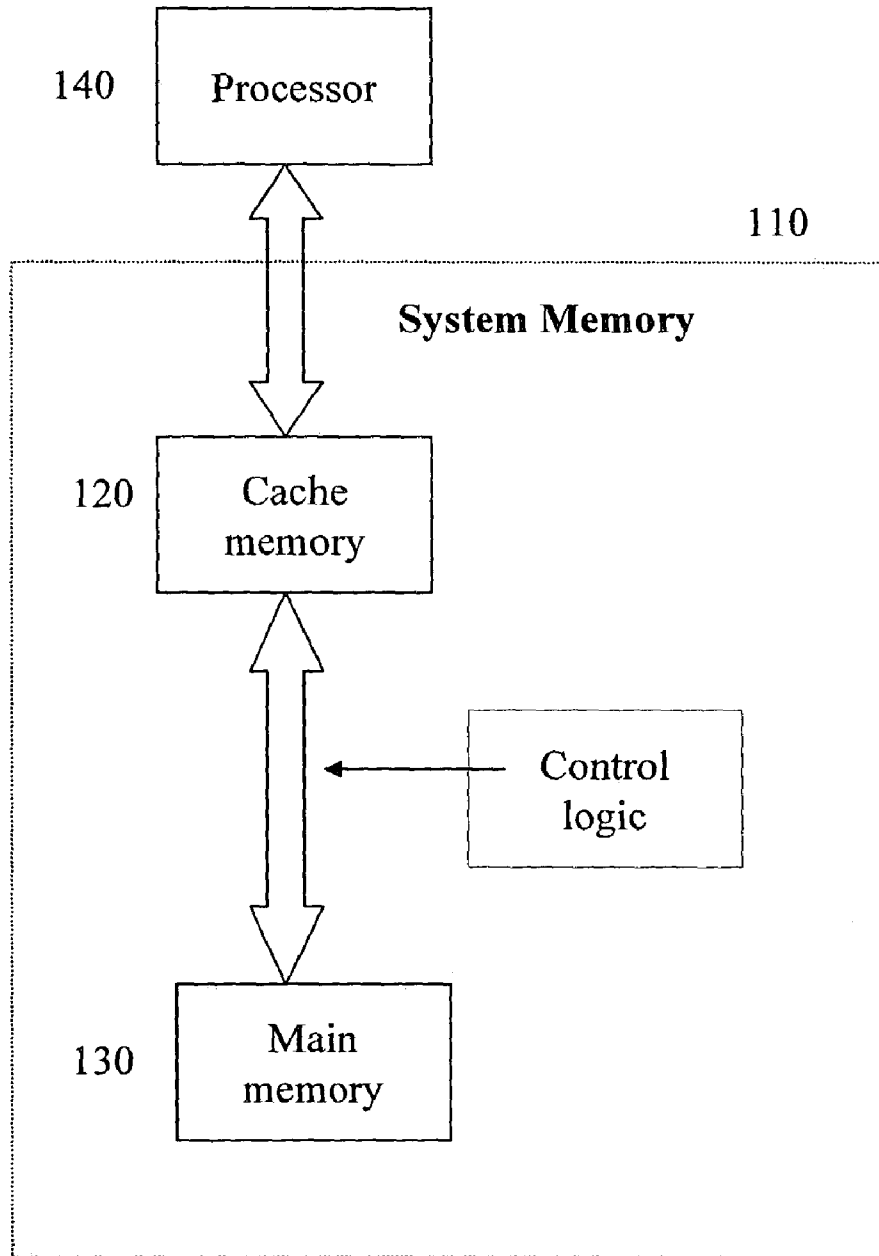 140
Processor
110
System Memory
120
Cache
memory
Control
logic
130
Main
memory